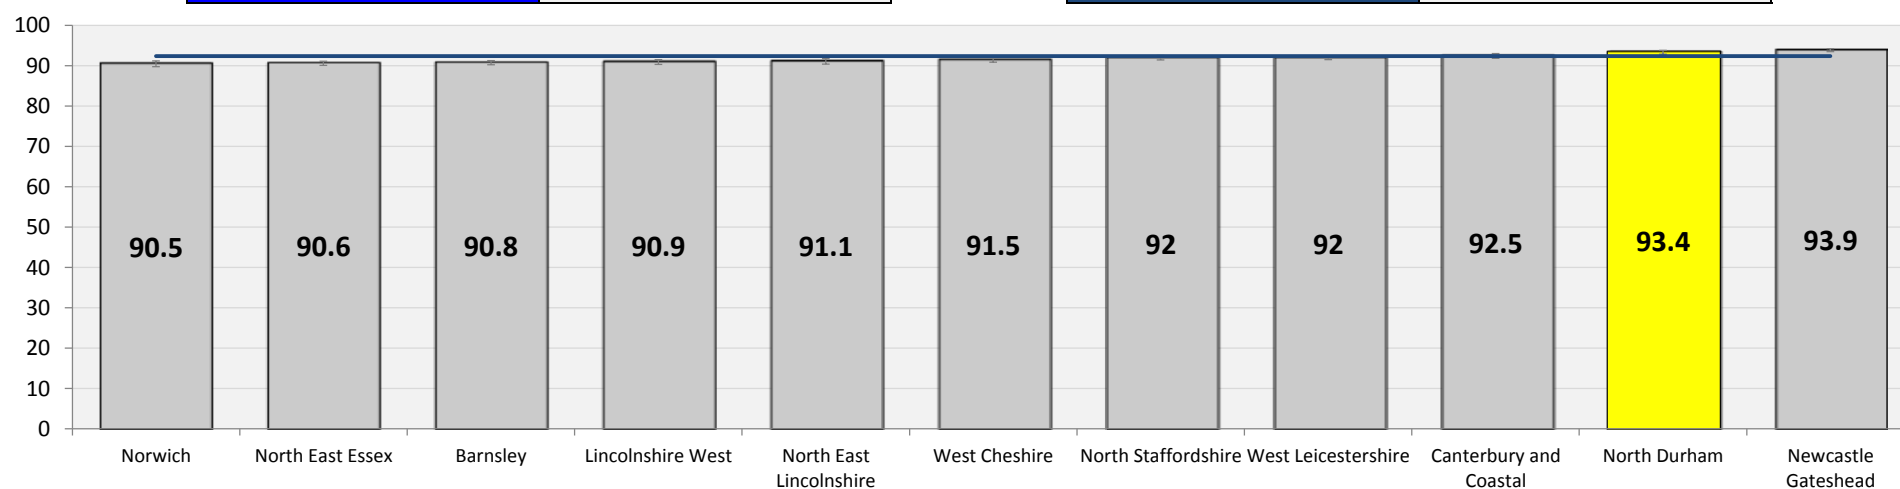 100
90
80
70
60
50
40
30
20
10
0
90.5
90.6
90.8
90.9
91.1
91.5
92
92
92.5
93.4
93.9
Norwich
North East Essex
Barnsley
Lincolnshire West
North East
Lincolnshire
West Cheshire
North Staffordshire
West Leicestershire
Canterbury and
Coastal
North Durham
Newcastle
Gateshead